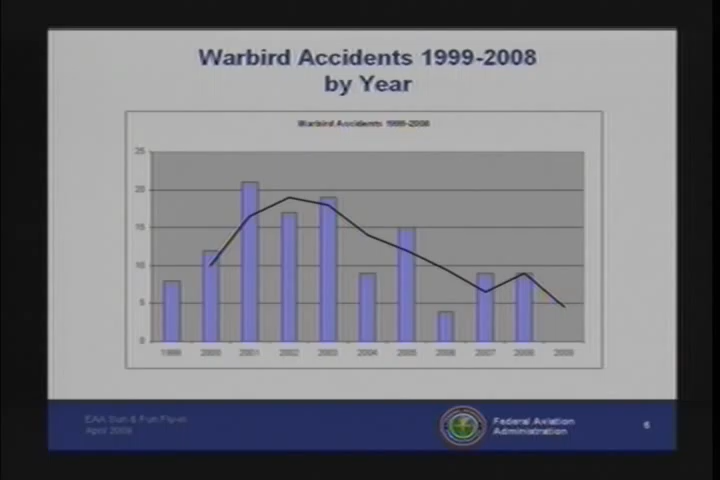 Warbird Accidents 1999-2008
by Year
Warbird Accidents 1999-2008
25
20
15
10
5
0
1999 2000 2001 2002 2003 2004 2005 2006 2007 2008 2009
EAA Sun & Fun Fly-in
April 2009
Federal Aviation
Administration
6